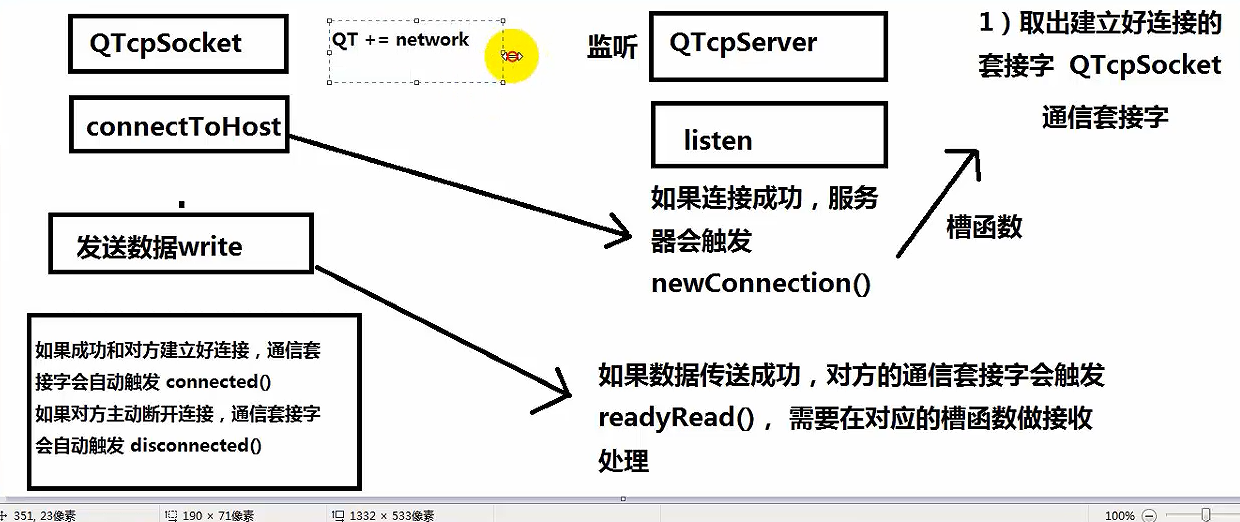 QTcpSocket
QT += network
监听
QTcpServer
1）取出建立好连接的
套接字 QTcpSocket
通信套接字
connectToHost
listen
如果连接成功，服务
器会触发
newConnection()
槽函数
发送数据write
如果成功和对方建立好连接，通信套
接字会自动触发 connected()
如果对方主动断开连接，通信套接字
会自动触发 disconnected()
如果数据传送成功，对方的通信套接字会触发
readyRead()， 需要在对应的槽函数做接收
处理
351, 23像素
190 × 71像素
1332 × 533像素
100%